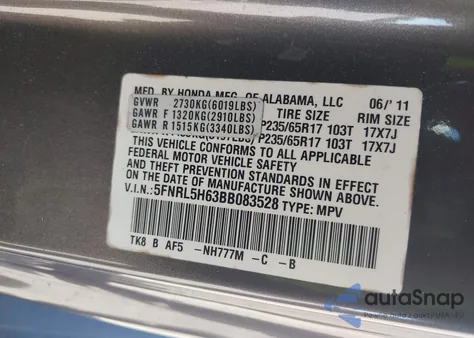 MFD. BY HONDA MFG. OF ALABAMA, LLC 06/'11
GVWR 2730KG(6019LBS) TIRE SIZE RIM SIZE
GAWR F 1320KG(2910LBS) P235/65R17 103T 17X7J
GAWR R 1515KG(3340LBS) P235/65R17 103T 17X7J
THIS VEHICLE CONFORMS TO ALL APPLICABLE
FEDERAL MOTOR VEHICLE SAFETY
AND THEFT PREVENTION STANDARDS IN EFFECT
ON THE DATE OF MANUFACTURE SHOWN ABOVE.
V.I.N.: 5FNRL5H63BB083528 TYPE: MPV
TK8 B AF5 -NH777M -C -B
autoSnap